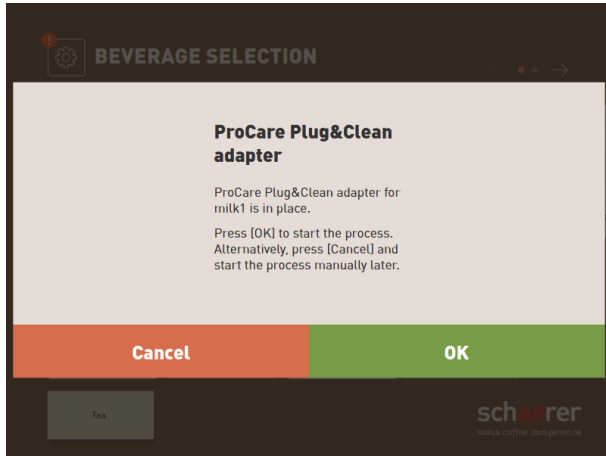 !
BEVERAGE SELECTION
ProCare Plug&Clean
adapter
ProCare Plug&Clean adapter for
milk1 is in place.
Press [OK] to start the process.
Alternatively, press [Cancel] and
start the process manually later.
Cancel
OK
Tea
schaerer
swiss coffee competence